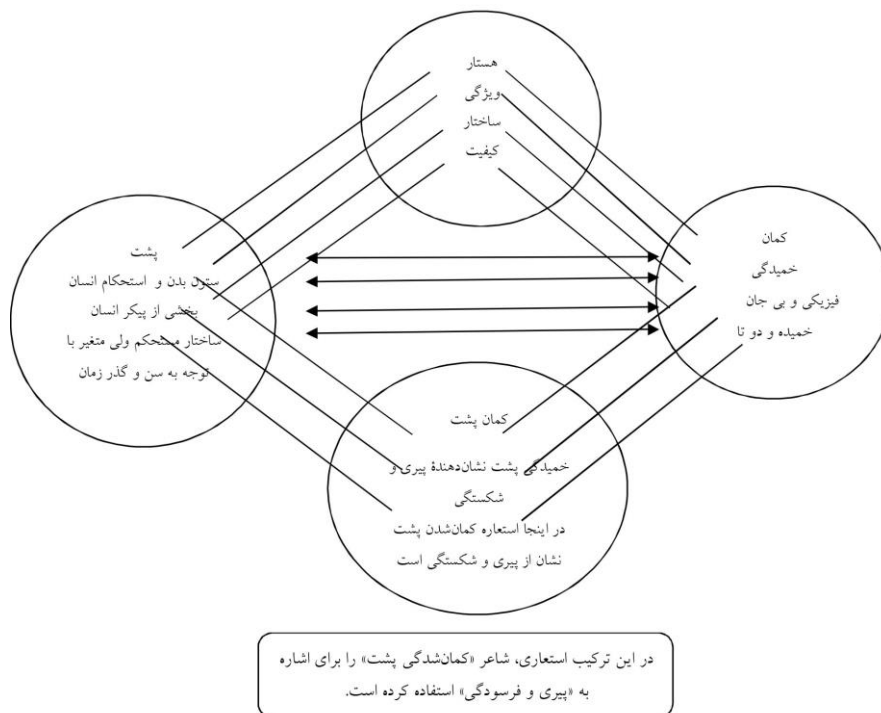 هستار
ویژگی
ساختار
کیفیت
کمان
خمیدگی
فیزیکی و بی جان
خمیده و دو تا
پشت
ستون بدن و استحکام انسان
بخشی از پیکر انسان
ساختار مستحکم ولی متغیر با
توجه به سن و گذر زمان
کمان پشت
خمیدگی پشت نشان‌دهندۀ پیری و
شکستگی
در اینجا استعاره کمان‌شدن پشت
نشان از پیری و شکستگی است
در این ترکیب استعاری، شاعر «کمان‌شدگی پشت» را برای اشاره
به «پیری و فرسودگی» استفاده کرده است.